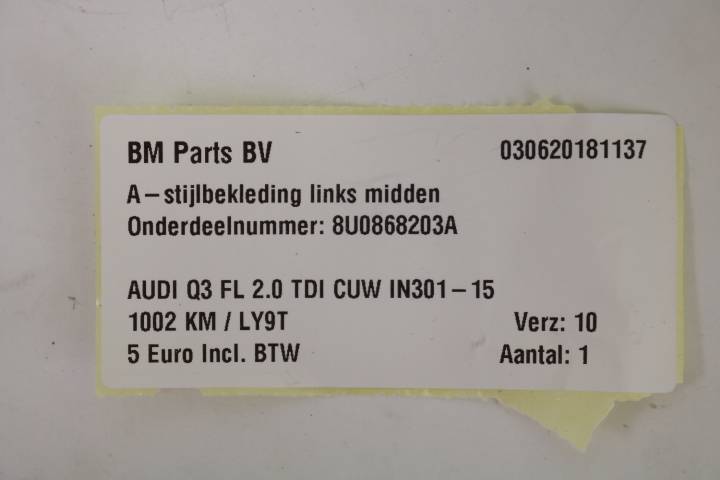 BM Parts BV 030620181137
A-stijlbekleding links midden
Onderdeelnummer: 8U0868203A
AUDI Q3 FL 2.0 TDI CUW IN301-15
1002 KM / LY9T Verz: 10
5 Euro Incl. BTW Aantal: 1